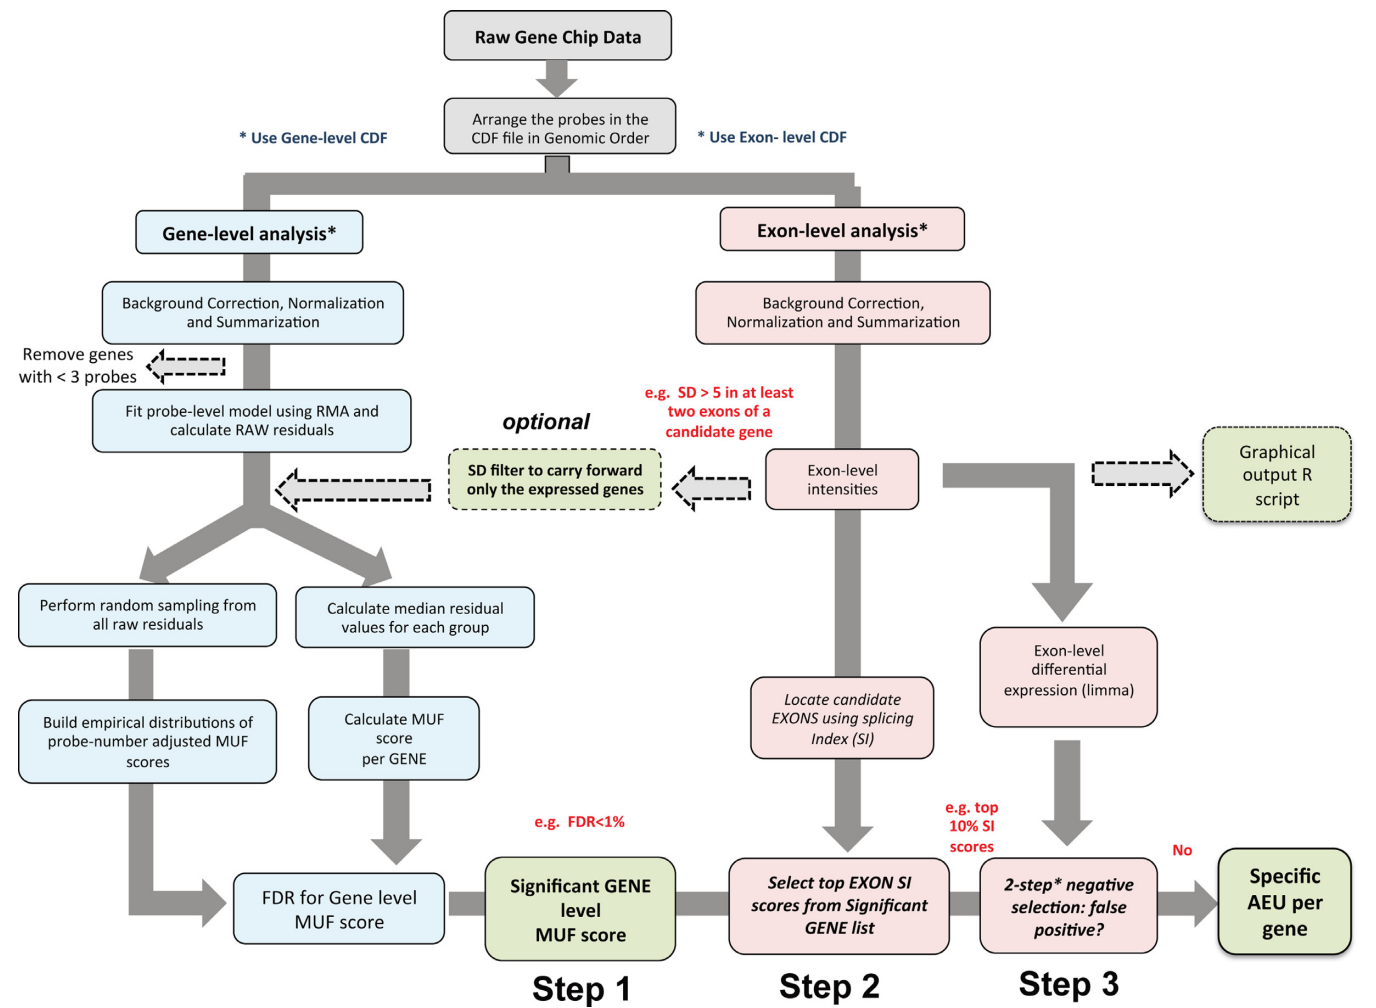 Raw Gene Chip Data
Arrange the probes in the
CDF file in Genomic Order
* Use Gene-level CDF
* Use Exon- level CDF
Gene-level analysis*
Exon-level analysis*
Background Correction, Normalization
and Summarization
Background Correction,
Normalization and Summarization
Remove genes
with < 3 probes
Fit probe-level model using RMA and
calculate RAW residuals
optional
e.g. SD > 5 in at least
two exons of a
candidate gene
SD filter to carry forward
only the expressed genes
Exon-level
intensities
Graphical
output R
script
Perform random sampling from
all raw residuals
Calculate median residual
values for each group
Exon-level
differential
expression (limma)
Build empirical distributions of
probe-number adjusted MUF
scores
Calculate MUF
score
per GENE
Locate candidate
EXONS using splicing
Index (SI)
e.g. FDR<1%
e.g. top
10% SI
scores
No
FDR for Gene level
MUF score
Significant GENE
level
MUF score
Select top EXON SI
scores from Significant
GENE list
2-step* negative
selection: false
positive?
Specific
AEU per
gene
Step 1
Step 2
Step 3